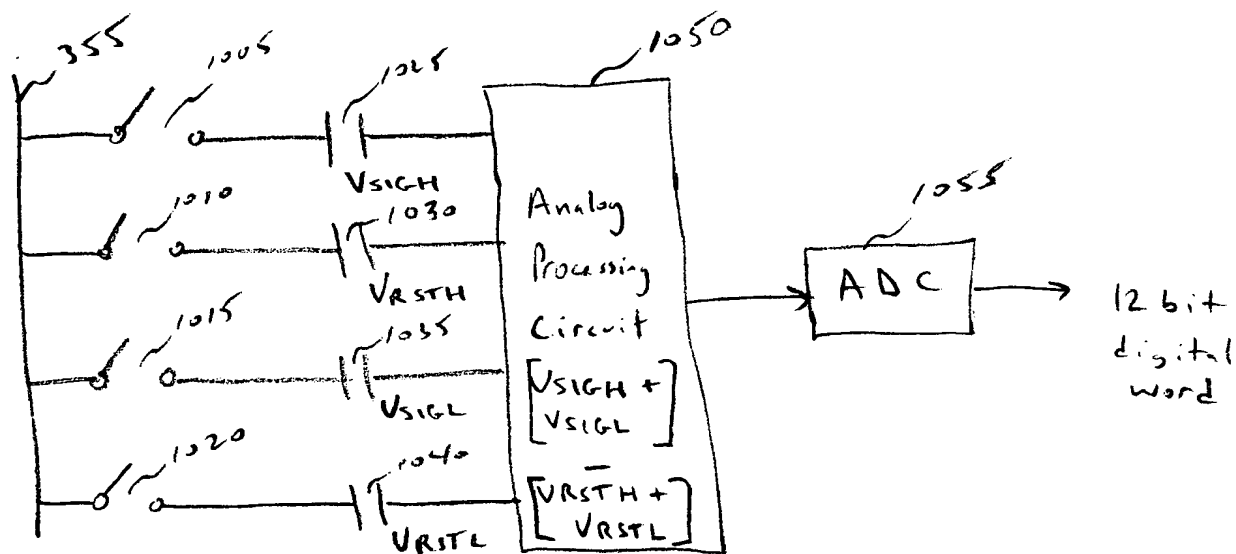 355
1005
1025
1050
VSIGH
1010
1030
VRSTH
1015
1035
VSIGL
1020
1040
VRSTL
Analog
Processing
Circuit
[VSIGH +
VSIGL]
-
[VRSTH +
VRSTL]
1055
ADC
12 bit
digital
word